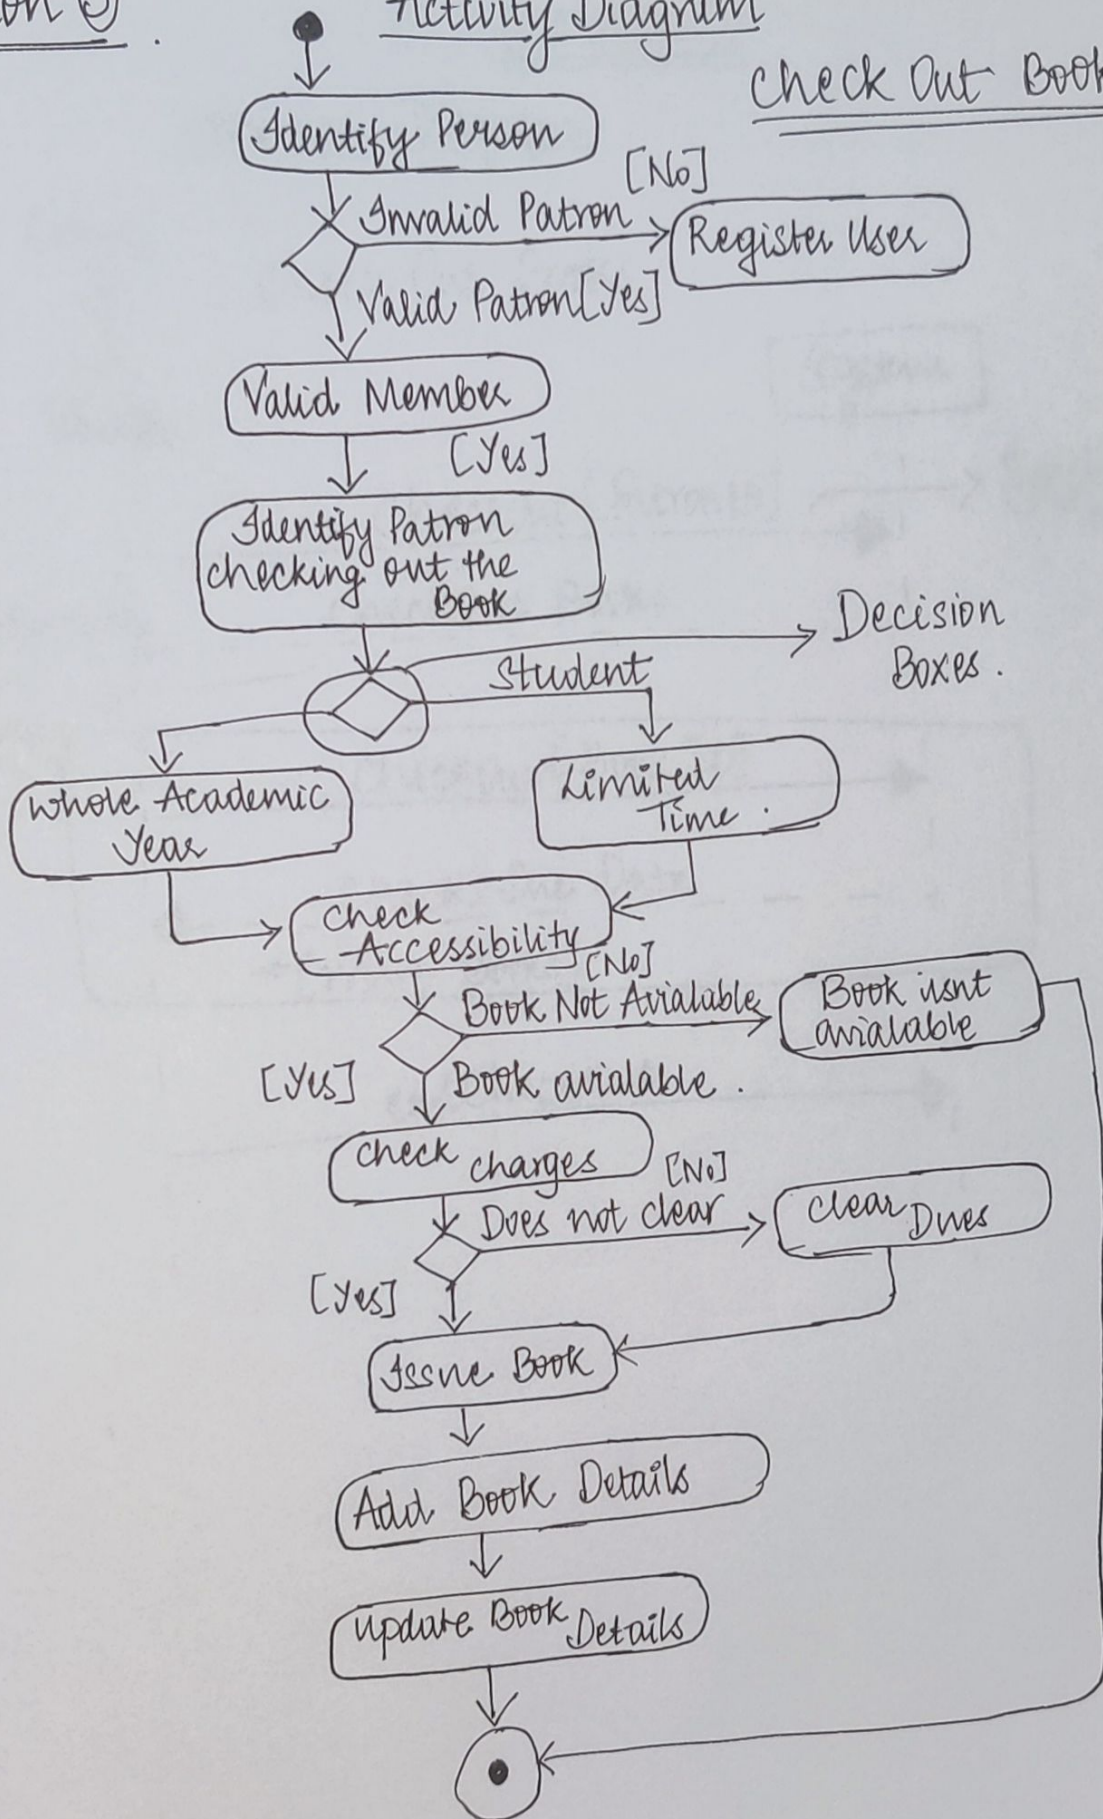 Activity Diagram
Check Out Book
Identify Person
[No]
Invalid Patron
Register User
Valid Patron [Yes]
Valid Member
[Yes]
Identify Patron
checking out the
Book
Decision
Boxes.
Student
Whole Academic
Year
Limited
Time.
Check
Accessibility
[No]
Book Not Avialable
Book isnt
avialable
[Yes]
Book avialable.
Check charges
[No]
Does not clear
Clear Dues
[Yes]
Issue Book
Add Book Details
Update Book Details